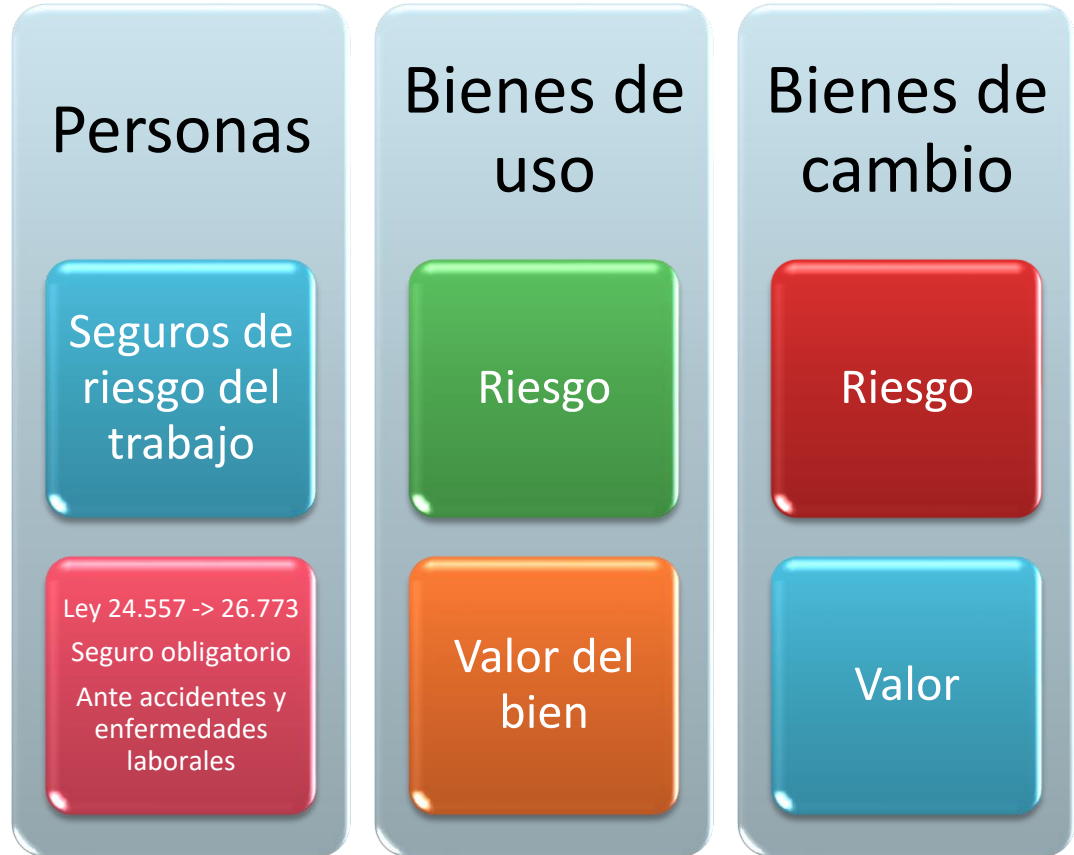 Personas
Seguros de
riesgo del
trabajo
Ley 24.557 -> 26.773
Seguro obligatorio
Ante accidentes y
enfermedades
laborales
Bienes de
uso
Riesgo
Valor del
bien
Bienes de
cambio
Riesgo
Valor